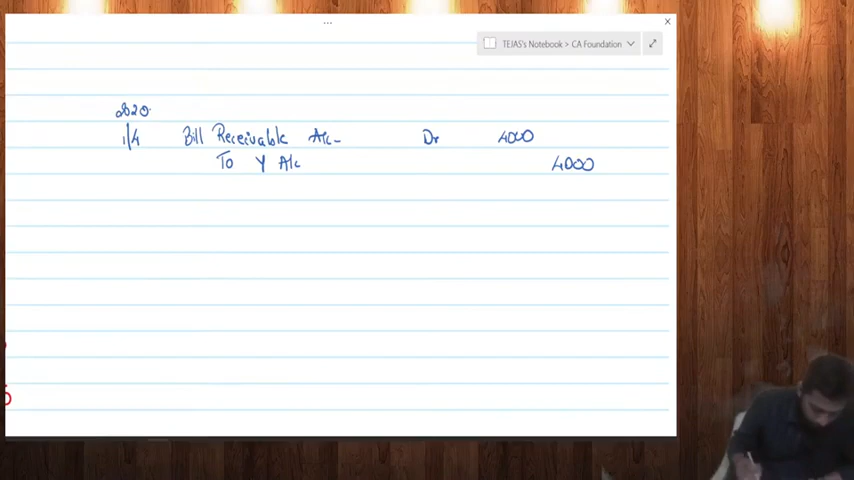 TEJAS's Notebook > CA Foundation
2020
1/4 Bill Receivable A/c Dr 4000
To Y A/c 4000